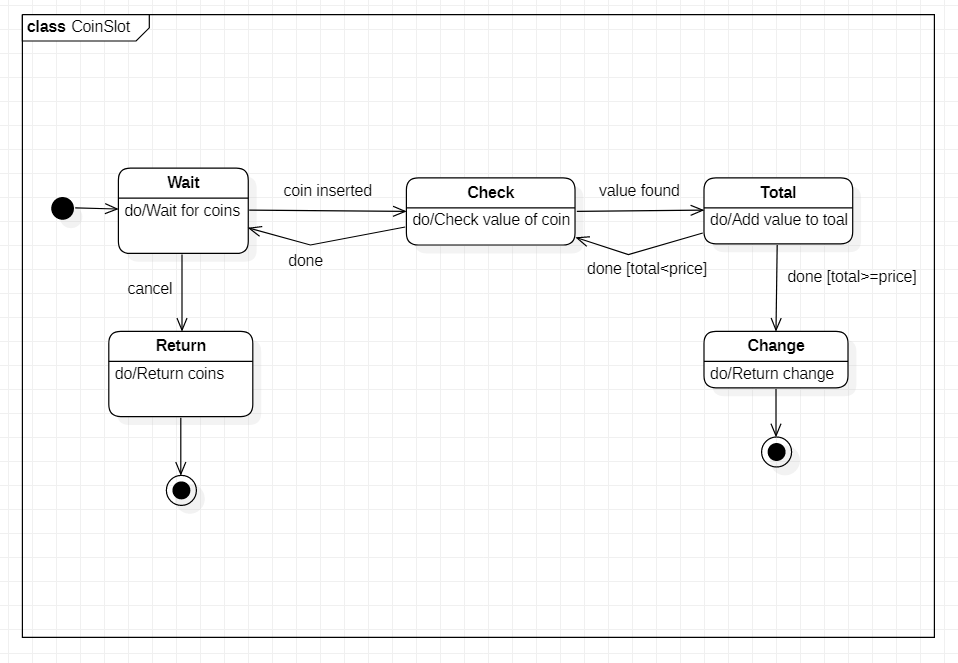 class CoinSlot
Wait
do/Wait for coins
coin inserted
Check
do/Check value of coin
value found
Total
do/Add value to toal
done
done [total<price]
cancel
done [total>=price]
Return
do/Return coins
Change
do/Return change